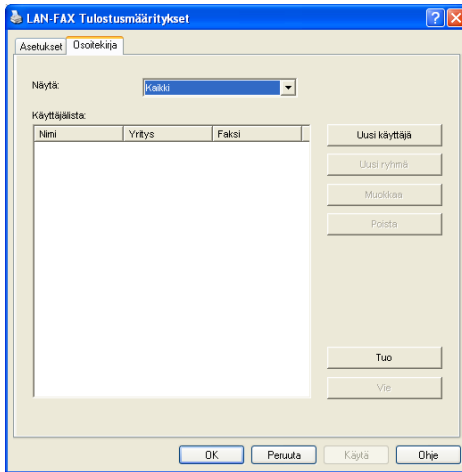 LAN-FAX Tulostusmääritykset
Asetukset Osoitekirja
Näytä: Kaikki
Käyttäjälista:
Nimi Yritys Faksi
Uusi käyttäjä
Uusi ryhmä
Muokkaa
Poista
Tuo
Vie
OK Peruuta Käytä Ohje